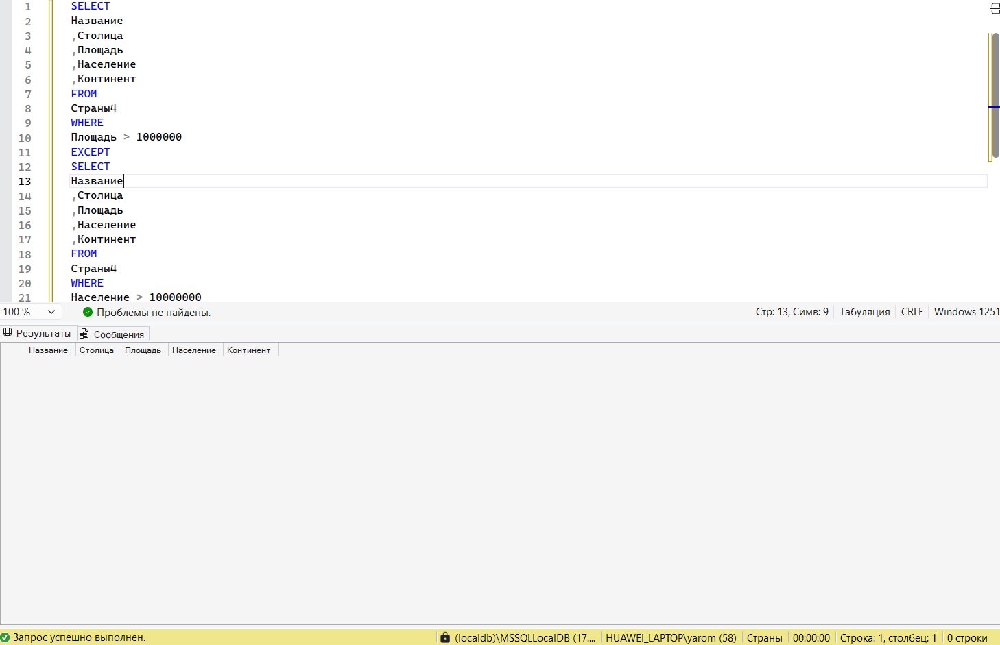 1 SELECT
2 Название
3 ,Столица
4 ,Площадь
5 ,Население
6 ,Континент
7 FROM
8 Страны4
9 WHERE
10 Площадь > 1000000
11 EXCEPT
12 SELECT
13 Название
14 ,Столица
15 ,Площадь
16 ,Население
17 ,Континент
18 FROM
19 Страны4
20 WHERE
21 Население > 10000000
100 % Проблемы не найдены. Стр: 13, Симв: 9 Табуляция CRLF Windows 1251
Результаты Сообщения
Название Столица Площадь Население Континент
Запрос успешно выполнен. (localdb)\MSSQLLocalDB (17.... HUAWEI_LAPTOP\yarom (58) Страны 00:00:00 Строка: 1, столбец: 1 0 строки